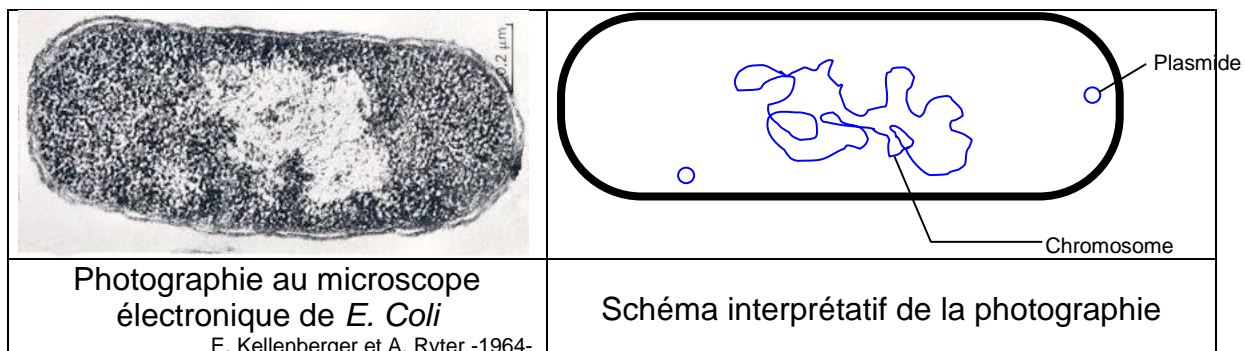 0,2 µm
Plasmide
Chromosome
Photographie au microscope
électronique de E. Coli
E. Kellenberger et A. Ryter -1964-
Schéma interprétatif de la photographie